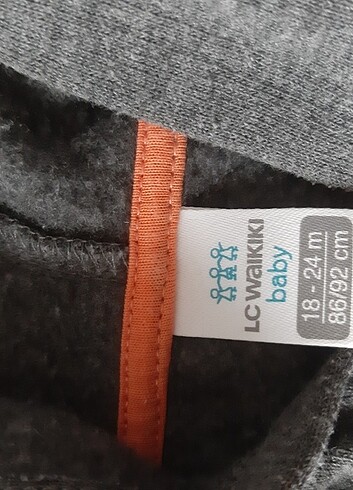 LC WAIKIKI
baby
18 - 24 m
86/92 cm